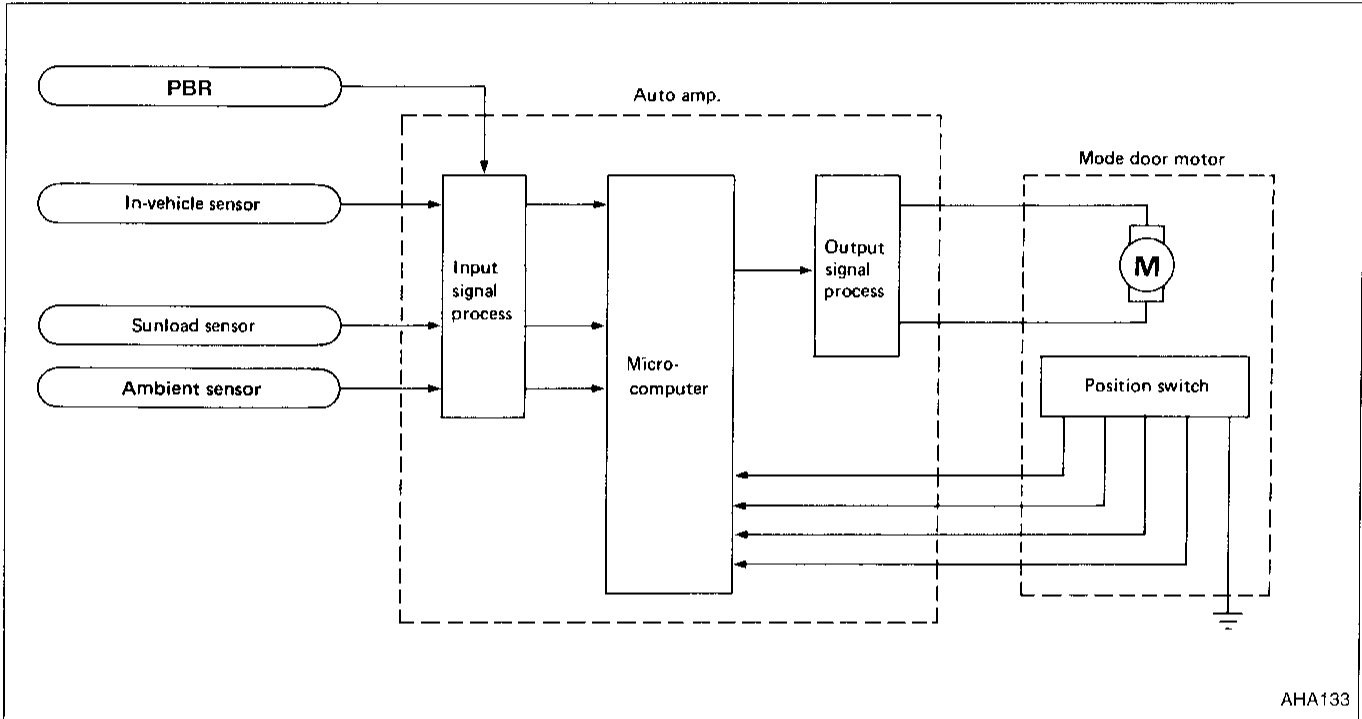 PBR
Auto amp.
Mode door motor
In-vehicle sensor
Input
signal
process
Output
signal
process
M
Sunload sensor
Ambient sensor
Micro-
computer
Position switch
AHA133